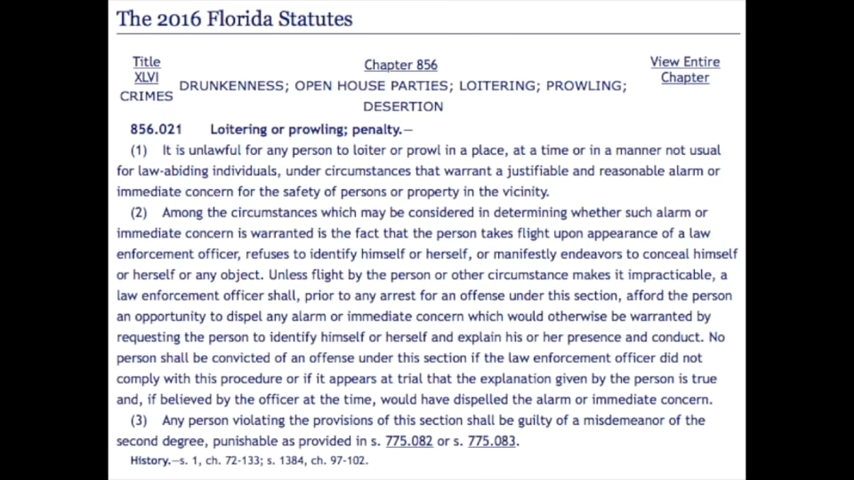 The 2016 Florida Statutes
Title
XLVI
CRIMES
Chapter 856
DRUNKENNESS; OPEN HOUSE PARTIES; LOITERING; PROWLING;
DESERTION
View Entire
Chapter
856.021 Loitering or prowling; penalty.—
(1) It is unlawful for any person to loiter or prowl in a place, at a time or in a manner not usual
for law-abiding individuals, under circumstances that warrant a justifiable and reasonable alarm or
immediate concern for the safety of persons or property in the vicinity.
(2) Among the circumstances which may be considered in determining whether such alarm or
immediate concern is warranted is the fact that the person takes flight upon appearance of a law
enforcement officer, refuses to identify himself or herself, or manifestly endeavors to conceal himself
or herself or any object. Unless flight by the person or other circumstance makes it impracticable, a
law enforcement officer shall, prior to any arrest for an offense under this section, afford the person
an opportunity to dispel any alarm or immediate concern which would otherwise be warranted by
requesting the person to identify himself or herself and explain his or her presence and conduct. No
person shall be convicted of an offense under this section if the law enforcement officer did not
comply with this procedure or if it appears at trial that the explanation given by the person is true
and, if believed by the officer at the time, would have dispelled the alarm or immediate concern.
(3) Any person violating the provisions of this section shall be guilty of a misdemeanor of the
second degree, punishable as provided in s. 775.082 or s. 775.083.
History.—s. 1, ch. 72-133; s. 1384, ch. 97-102.